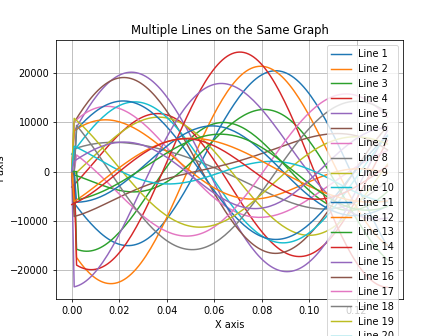 Multiple Lines on the Same Graph
20000
10000
0
−10000
−20000
0.00
0.02
0.04
0.06
0.08
0.10
X axis
axis
Line 1
Line 2
Line 3
Line 4
Line 5
Line 6
Line 7
Line 8
Line 9
Line 10
Line 11
Line 12
Line 13
Line 14
Line 15
Line 16
Line 17
Line 18
Line 19
Line 20